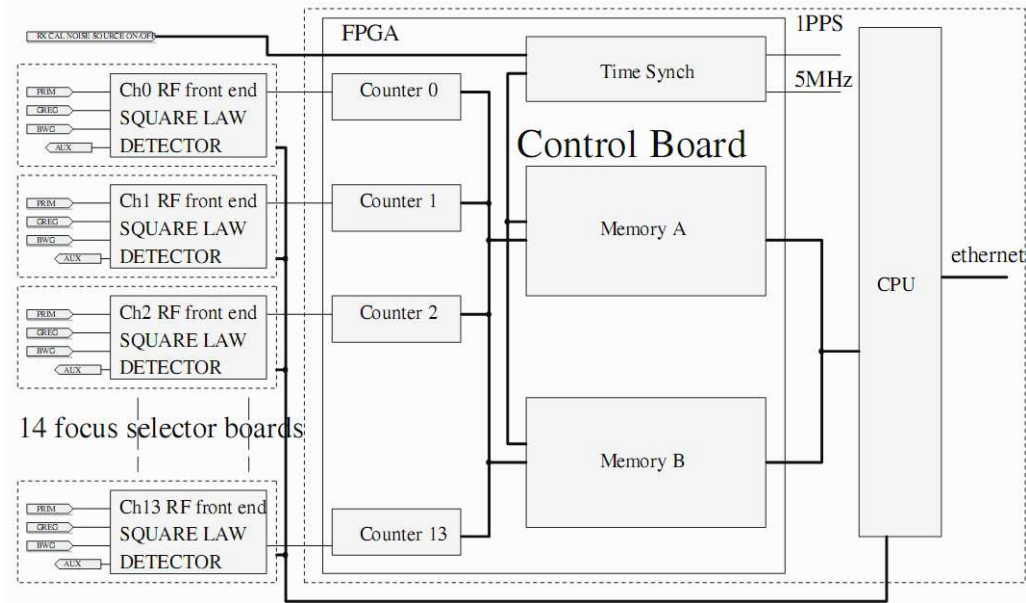 RX CAL NOISE SOURCE ON/OFF
FPGA
1PPS
Time Synch
5MHz
PRIM
GREG
BWG
AUX
Ch0 RF front end
SQUARE LAW
DETECTOR
Counter 0
Control Board
PRIM
GREG
BWG
AUX
Ch1 RF front end
SQUARE LAW
DETECTOR
Counter 1
Memory A
ethernet
CPU
PRIM
GREG
BWG
AUX
Ch2 RF front end
SQUARE LAW
DETECTOR
Counter 2
14 focus selector boards
Memory B
PRIM
GREG
BWG
AUX
Ch13 RF front end
SQUARE LAW
DETECTOR
Counter 13